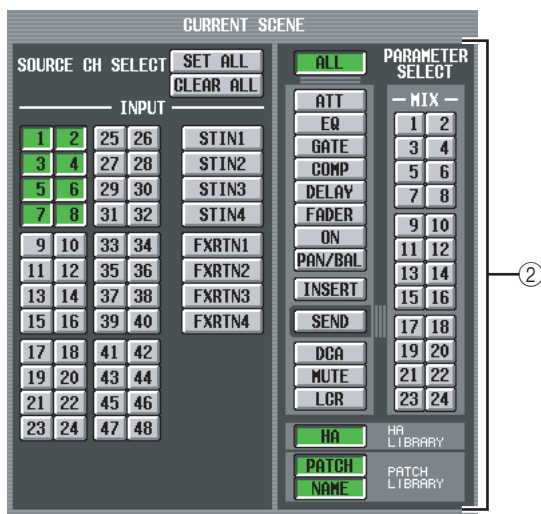 CURRENT SCENE
SOURCE CH SELECT
SET ALL
CLEAR ALL
INPUT
1 2 25 26 STIN1
3 4 27 28 STIN2
5 6 29 30 STIN3
7 8 31 32 STIN4
9 10 33 34 FXRTN1
11 12 35 36 FXRTN2
13 14 37 38 FXRTN3
15 16 39 40 FXRTN4
17 18 41 42
19 20 43 44
21 22 45 46
23 24 47 48
ALL
PARAMETER
SELECT
ATT
EQ
GATE
COMP
DELAY
FADER
ON
PAN/BAL
INSERT
SEND
DCA
MUTE
LCR
MIX
1 2
3 4
5 6
7 8
9 10
11 12
13 14
15 16
17 18
19 20
21 22
23 24
HA
HA
LIBRARY
PATCH
NAME
PATCH
LIBRARY
2